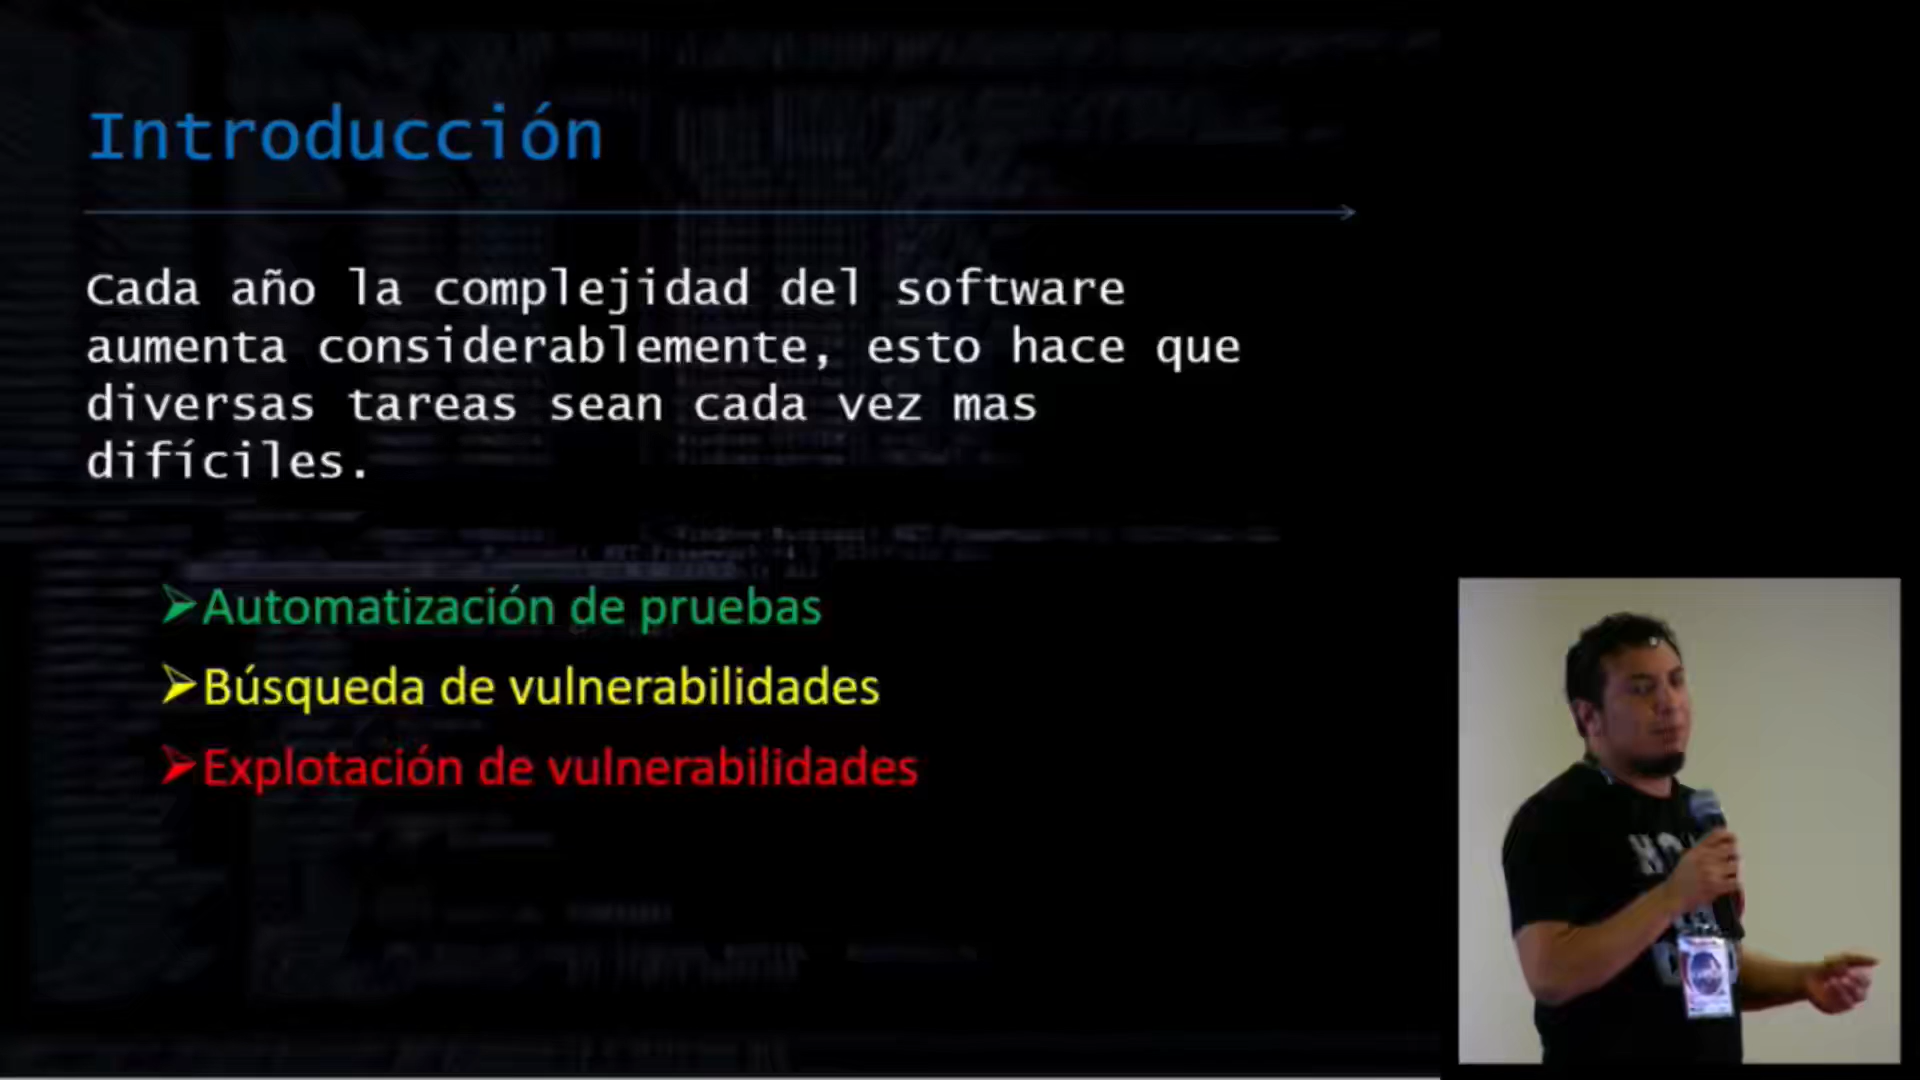 Introducción
Cada año la complejidad del software
aumenta considerablemente, esto hace que
diversas tareas sean cada vez mas
difíciles.
➢Automatización de pruebas
➢Búsqueda de vulnerabilidades
➢Explotación de vulnerabilidades